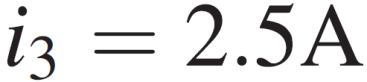 i₃ = 2.5A